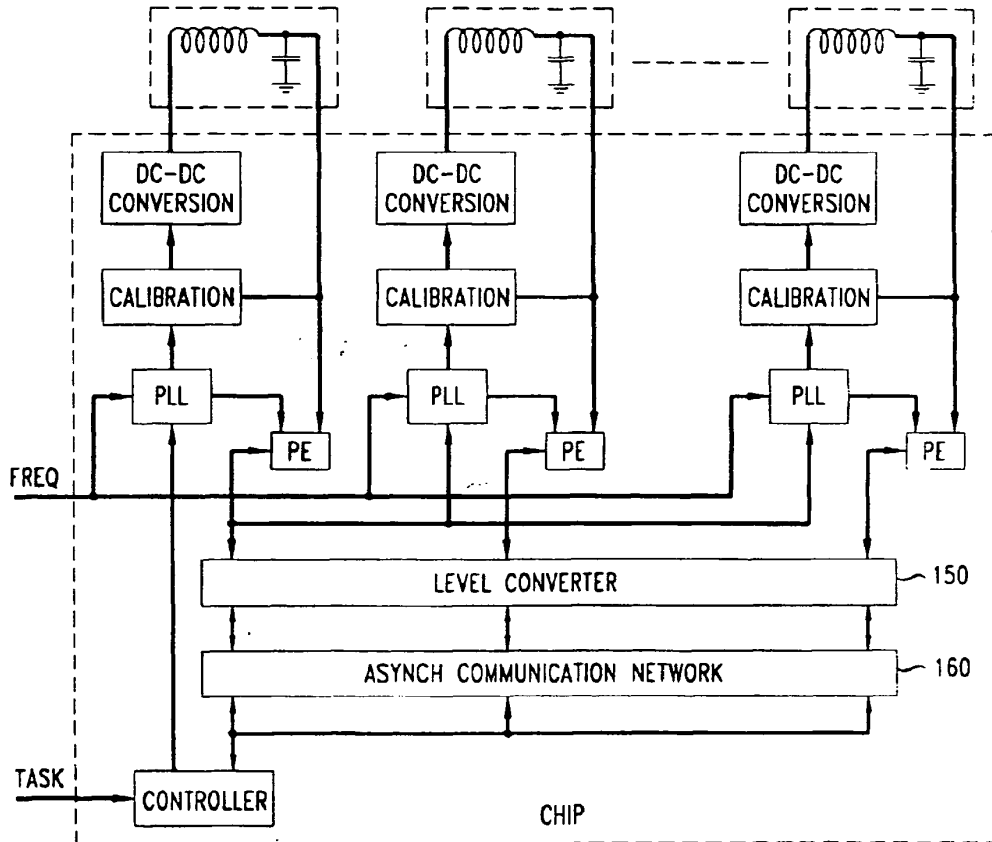 DC-DC
CONVERSION
DC-DC
CONVERSION
DC-DC
CONVERSION
CALIBRATION
CALIBRATION
CALIBRATION
PLL
PLL
PLL
PE
PE
PE
FREQ
LEVEL CONVERTER
150
ASYNCH COMMUNICATION NETWORK
160
TASK
CONTROLLER
CHIP